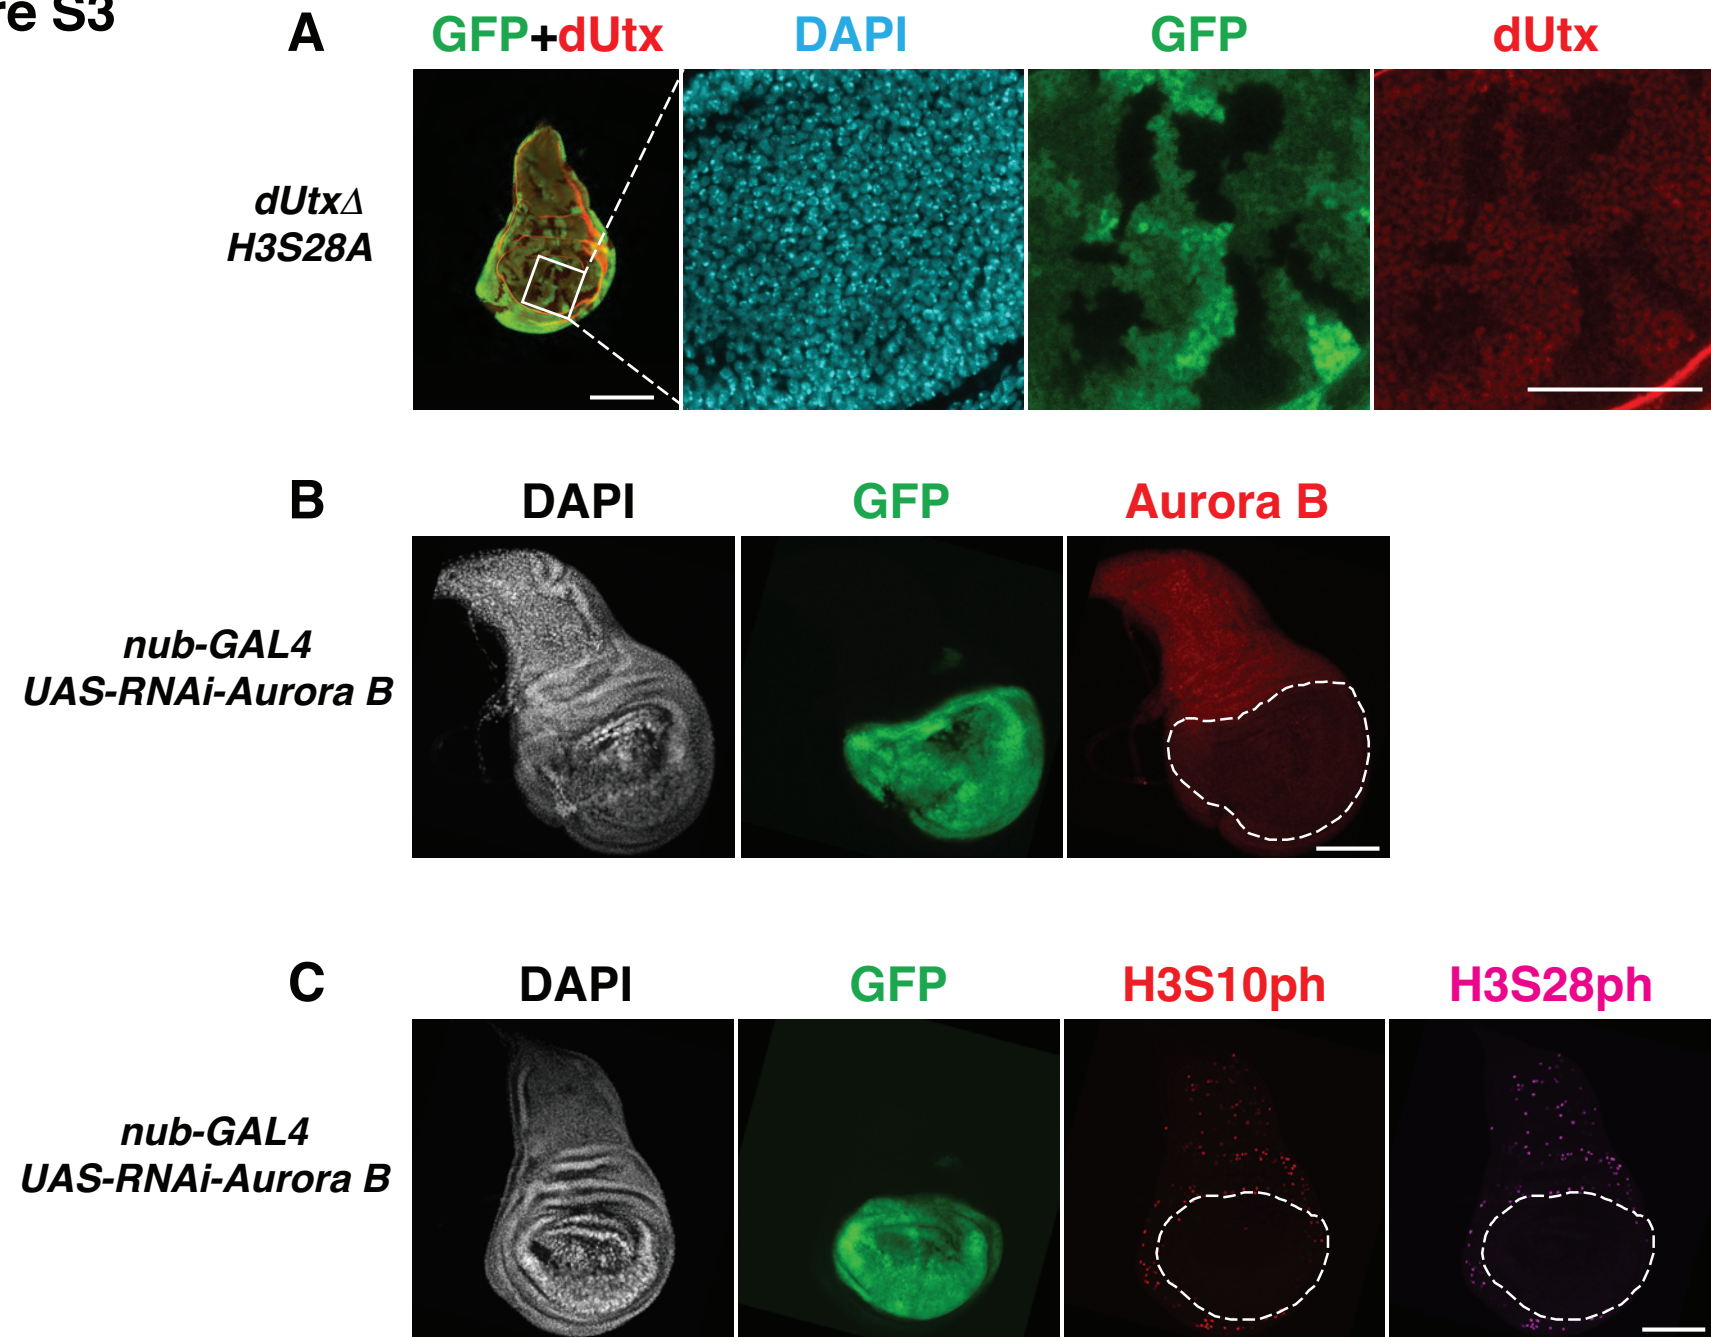 re S3
A GFP+dUtx DAPI GFP dUtx
dUtxΔ
H3S28A
B DAPI GFP Aurora B
nub-GAL4
UAS-RNAi-Aurora B
C DAPI GFP H3S10ph H3S28ph
nub-GAL4
UAS-RNAi-Aurora B